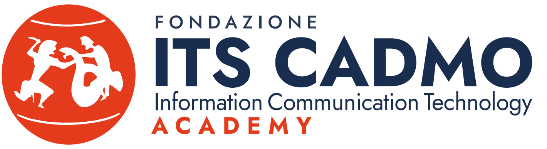 FONDAZIONE
ITS CADMO
Information Communication Technology
ACADEMY